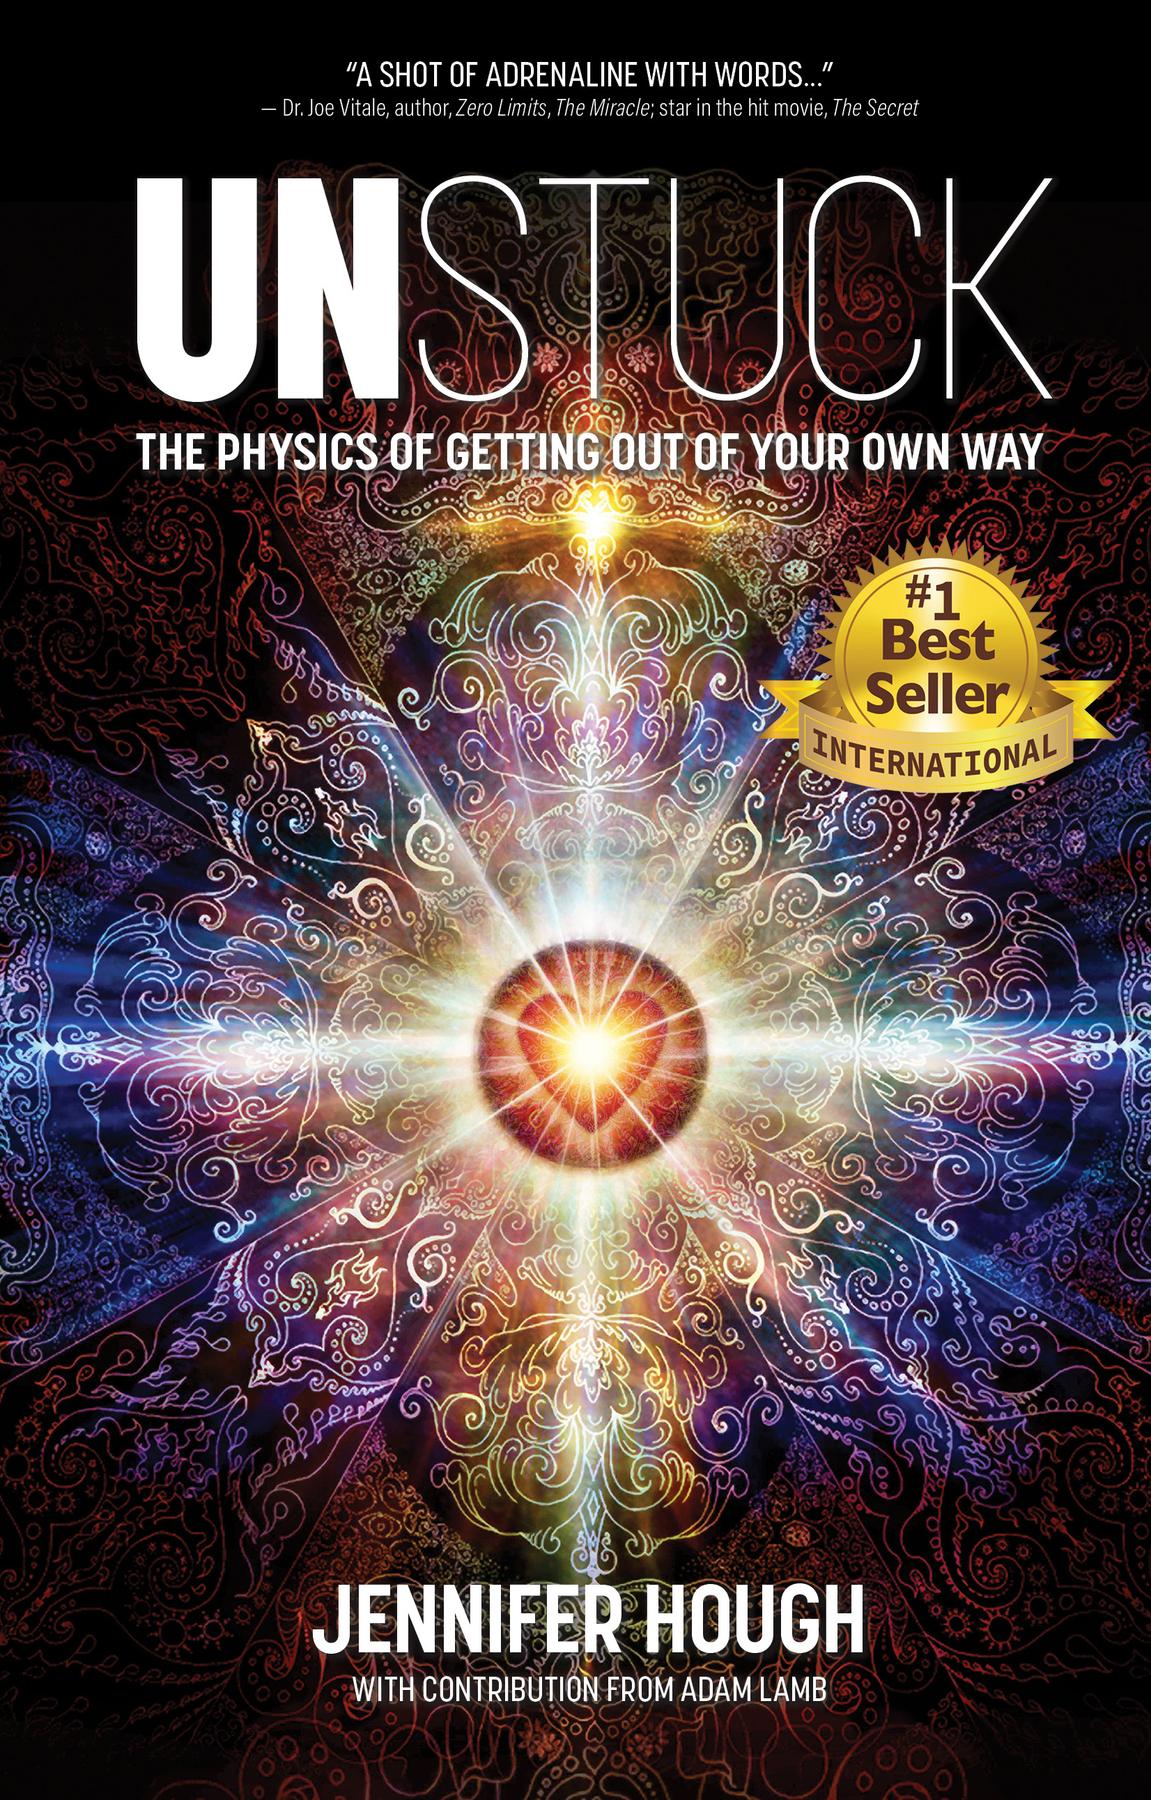 “A SHOT OF ADRENALINE WITH WORDS...”
— Dr. Joe Vitale, author, Zero Limits, The Miracle; star in the hit movie, The Secret
UNSTUCK
THE PHYSICS OF GETTING OUT OF YOUR OWN WAY
#1
Best
Seller
INTERNATIONAL
JENNIFER HOUGH
WITH CONTRIBUTION FROM ADAM LAMB